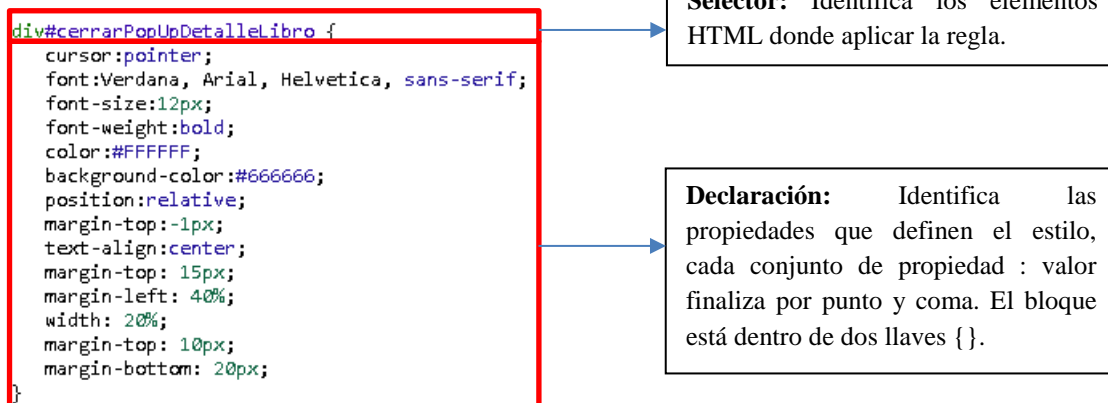 div#cerrarPopUpDetalleLibro {
cursor:pointer;
font:Verdana, Arial, Helvetica, sans-serif;
font-size:12px;
font-weight:bold;
color:#FFFFFF;
background-color:#666666;
position:relative;
margin-top:-1px;
text-align:center;
margin-top: 15px;
margin-left: 40%;
width: 20%;
margin-top: 10px;
margin-bottom: 20px;
}
Selector: Identifica los elementos
HTML donde aplicar la regla.
Declaración: Identifica las
propiedades que definen el estilo,
cada conjunto de propiedad : valor
finaliza por punto y coma. El bloque
está dentro de dos llaves {}.